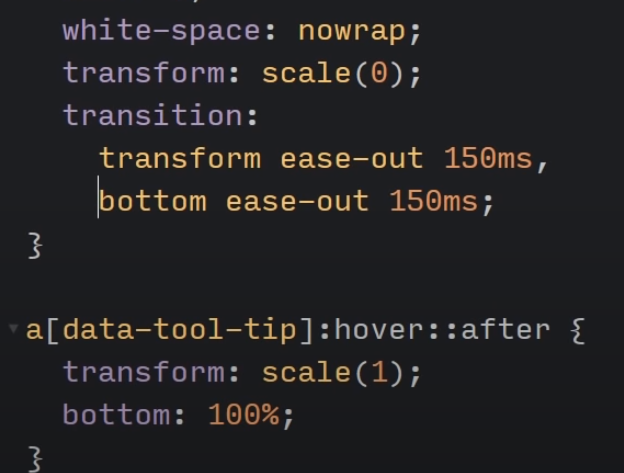 white-space: nowrap;
transform: scale(0);
transition:
transform ease-out 150ms,
bottom ease-out 150ms;
}
a[data-tool-tip]:hover::after {
transform: scale(1);
bottom: 100%;
}